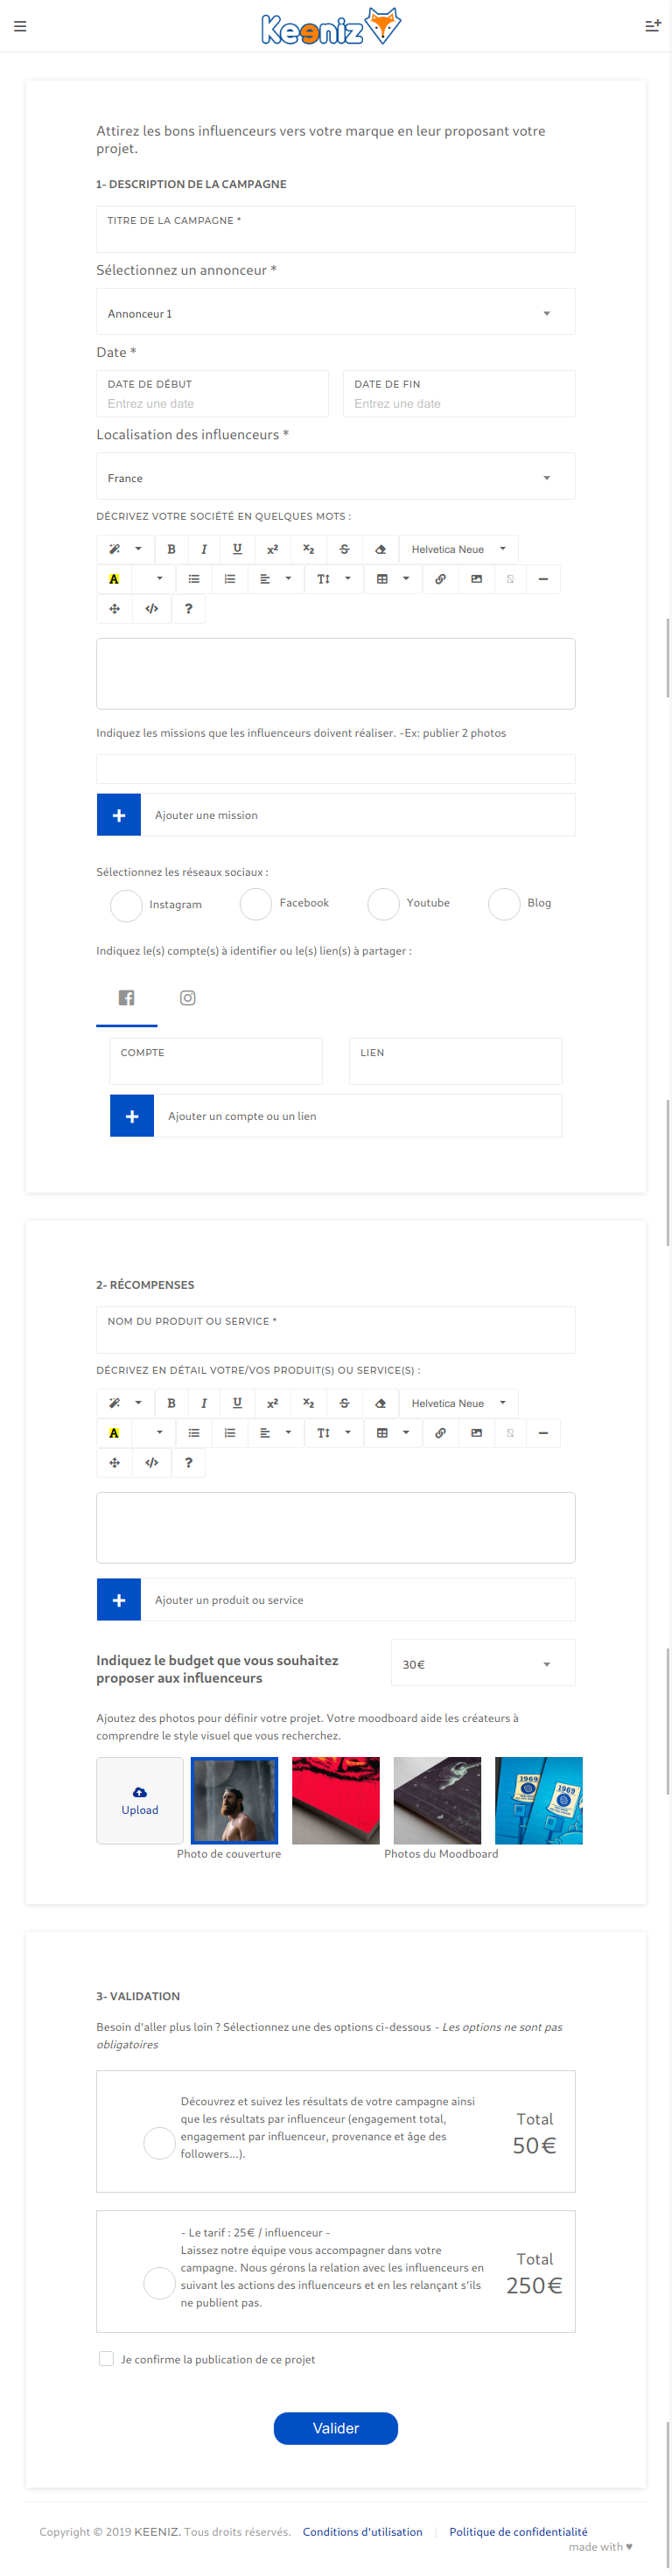 Keeniz
Attirez les bons influenceurs vers votre marque en leur proposant votre
projet.
1- DESCRIPTION DE LA CAMPAGNE
TITRE DE LA CAMPAGNE *
Sélectionnez un annonceur *
Annonceur 1
Date *
DATE DE DÉBUT DATE DE FIN
Entrez une date Entrez une date
Localisation des influenceurs *
France
DÉCRIVEZ VOTRE SOCIÉTÉ EN QUELQUES MOTS :
B I U x² x₂ S Helvetica Neue
A T
</> ?
Indiquez les missions que les influenceurs doivent réaliser. -Ex: publier 2 photos
+ Ajouter une mission
Sélectionnez les réseaux sociaux :
Instagram Facebook Youtube Blog
Indiquez le(s) compte(s) à identifier ou le(s) lien(s) à partager :
COMPTE LIEN
+ Ajouter un compte ou un lien
2- RÉCOMPENSES
NOM DU PRODUIT OU SERVICE *
DÉCRIVEZ EN DÉTAIL VOTRE/VOS PRODUIT(S) OU SERVICE(S) :
B I U x² x₂ S Helvetica Neue
A T
</> ?
+ Ajouter un produit ou service
Indiquez le budget que vous souhaitez
proposer aux influenceurs
30€
Ajoutez des photos pour définir votre projet. Votre moodboard aide les créateurs à
comprendre le style visuel que vous recherchez.
Upload
1969 1969
Photo de couverture Photos du Moodboard
3- VALIDATION
Besoin d'aller plus loin ? Sélectionnez une des options ci-dessous - Les options ne sont pas
obligatoires
Découvrez et suivez les résultats de votre campagne ainsi
que les résultats par influenceur (engagement total,
engagement par influenceur, provenance et âge des
followers...).
Total
50€
- Le tarif : 25€ / influenceur -
Laissez notre équipe vous accompagner dans votre
campagne. Nous gérons la relation avec les influenceurs en
suivant les actions des influenceurs et en les relançant s'ils
ne publient pas.
Total
250€
Je confirme la publication de ce projet
Valider
Copyright © 2019 KEENIZ. Tous droits réservés. Conditions d'utilisation | Politique de confidentialité
made with ♥